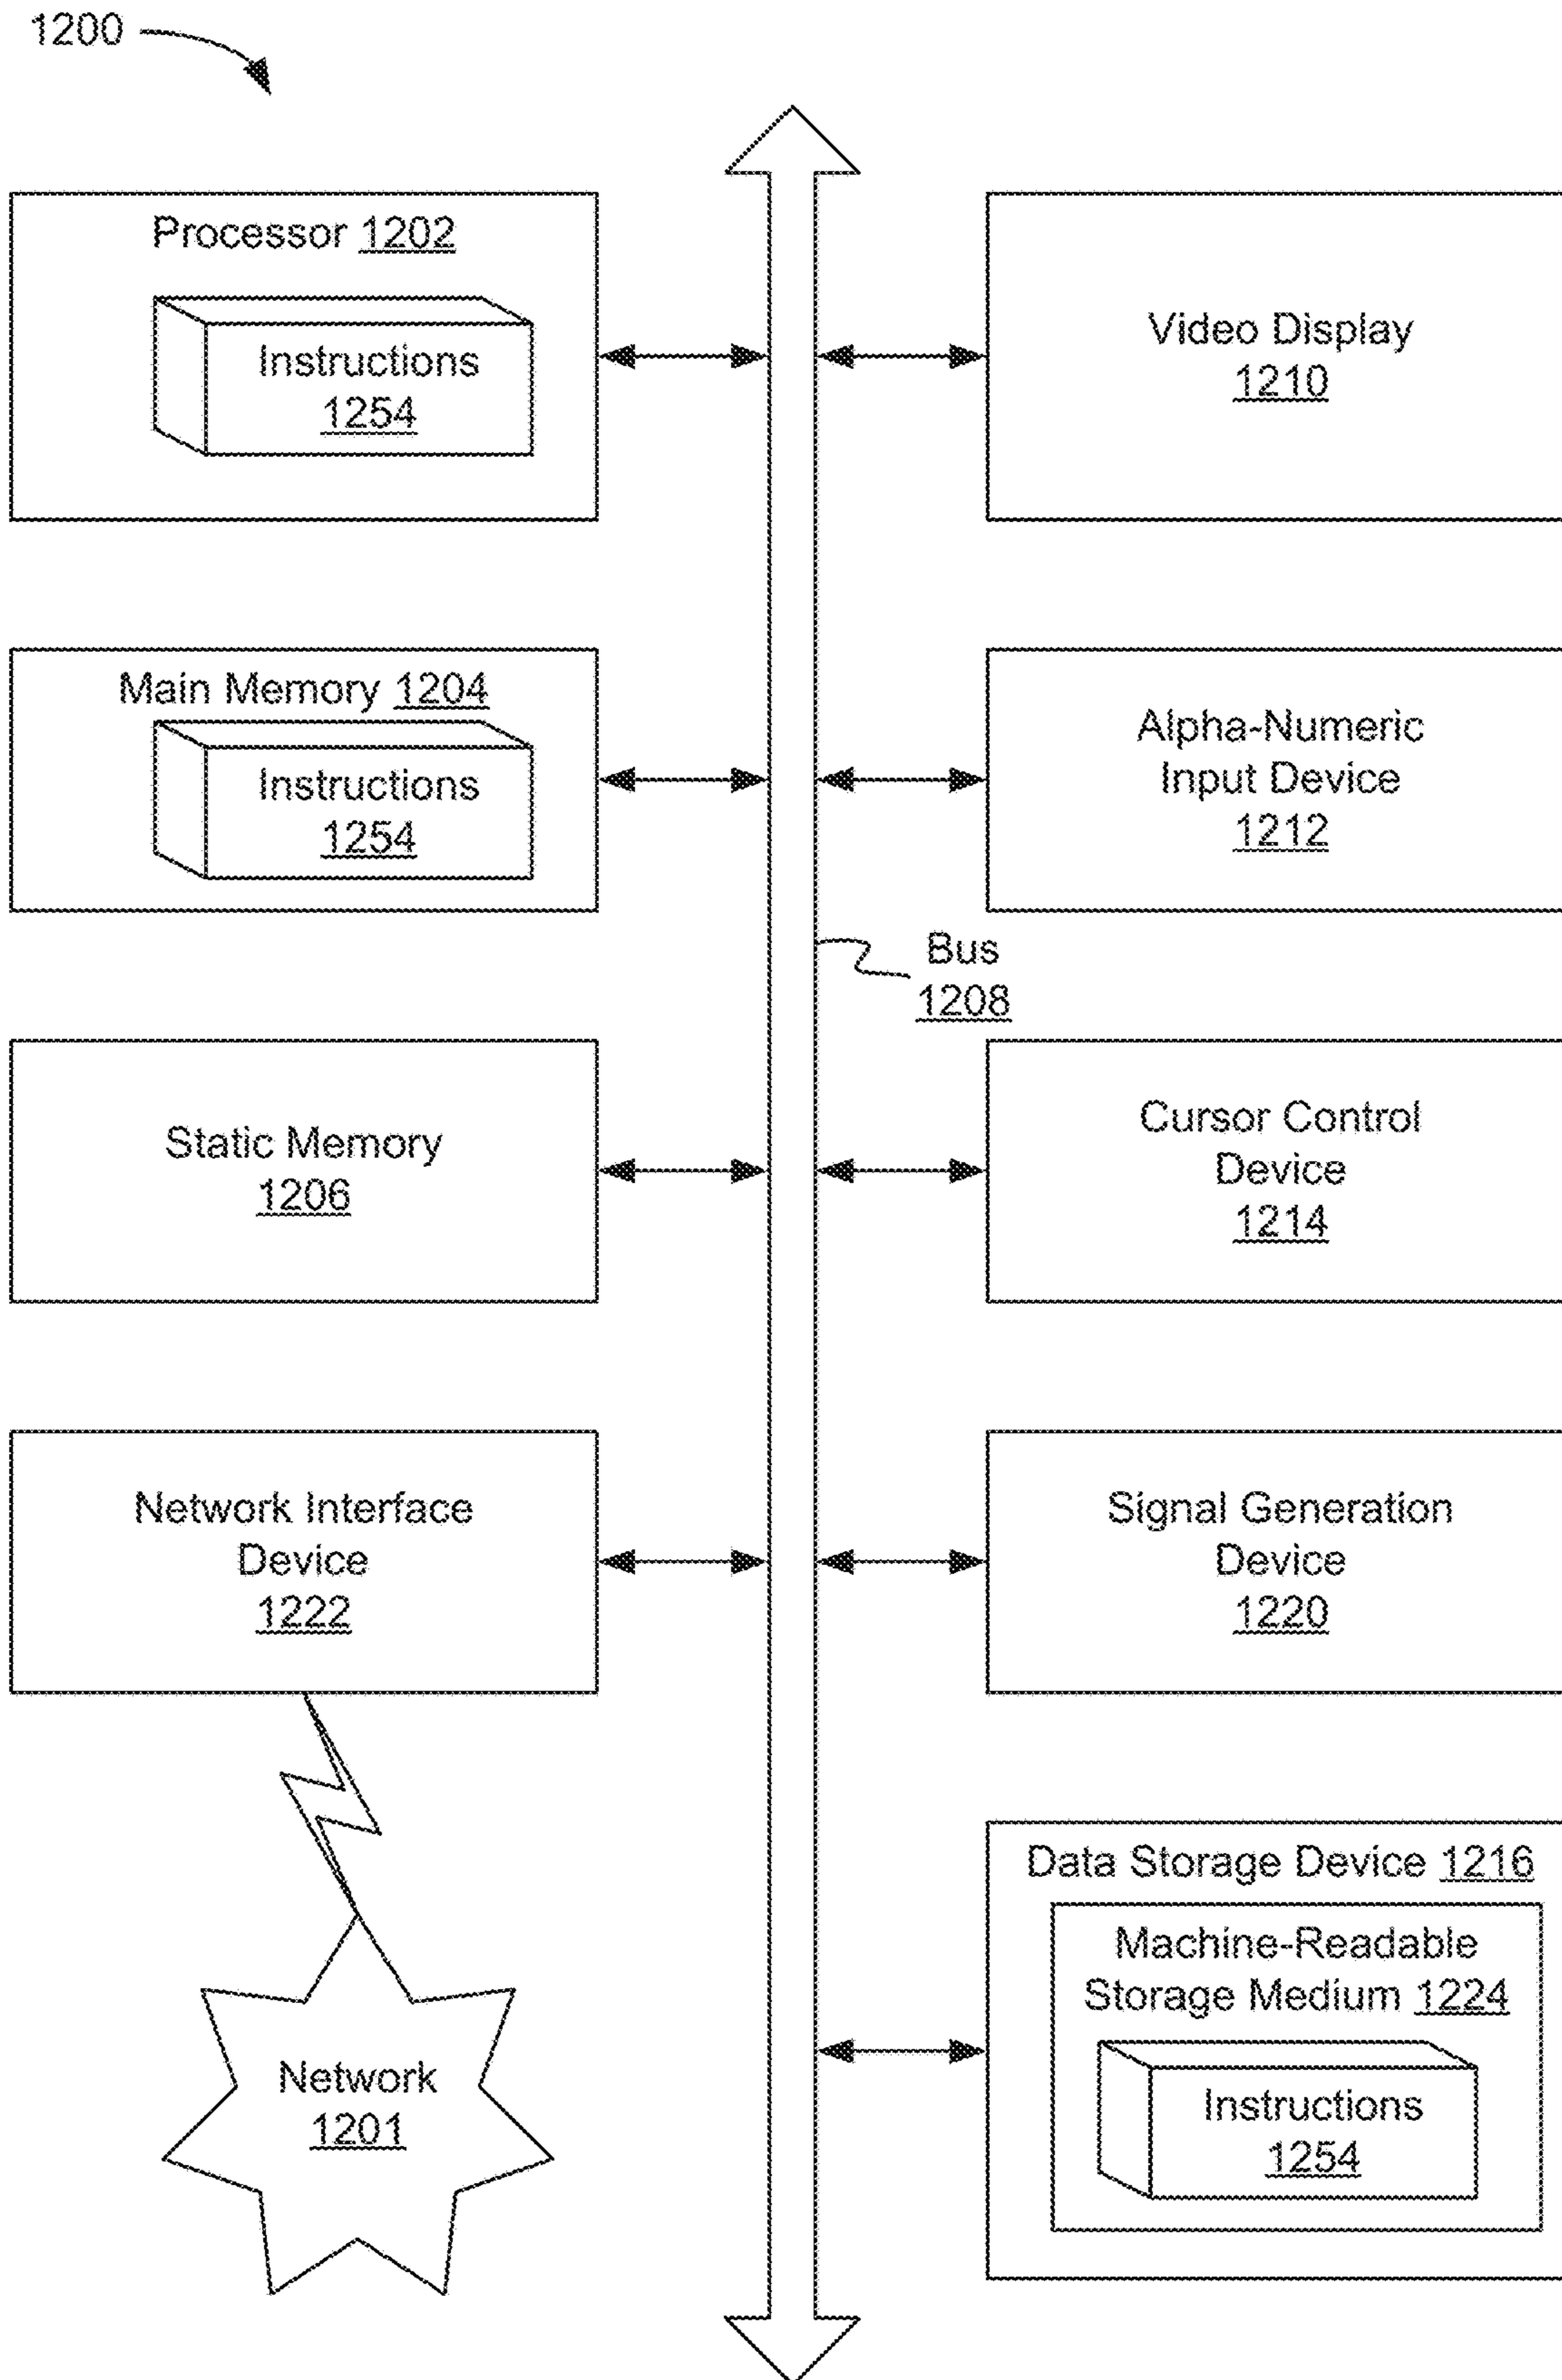 1200
Processor 1202
Instructions
1254
Video Display
1210
Main Memory 1204
Instructions
1254
Alpha-Numeric
Input Device
1212
Bus
1208
Static Memory
1206
Cursor Control
Device
1214
Network Interface
Device
1222
Signal Generation
Device
1220
Data Storage Device 1216
Machine-Readable
Storage Medium 1224
Instructions
1254
Network
1201